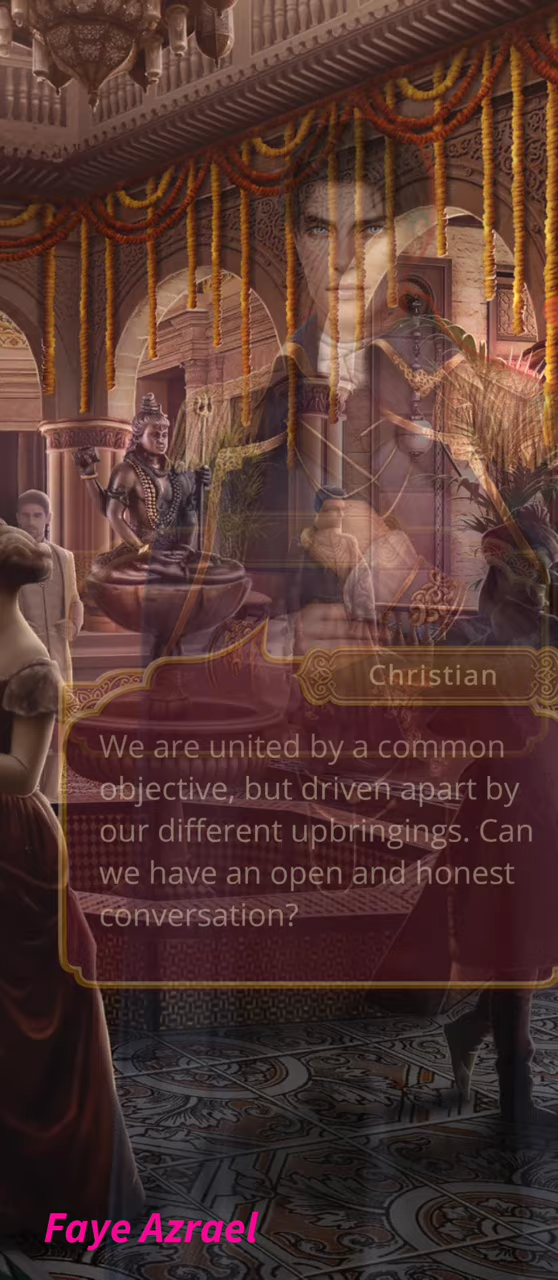 Christian
We are united by a common
objective, but driven apart by
our different upbringings. Can
we have an open and honest
conversation?
Faye Azrael